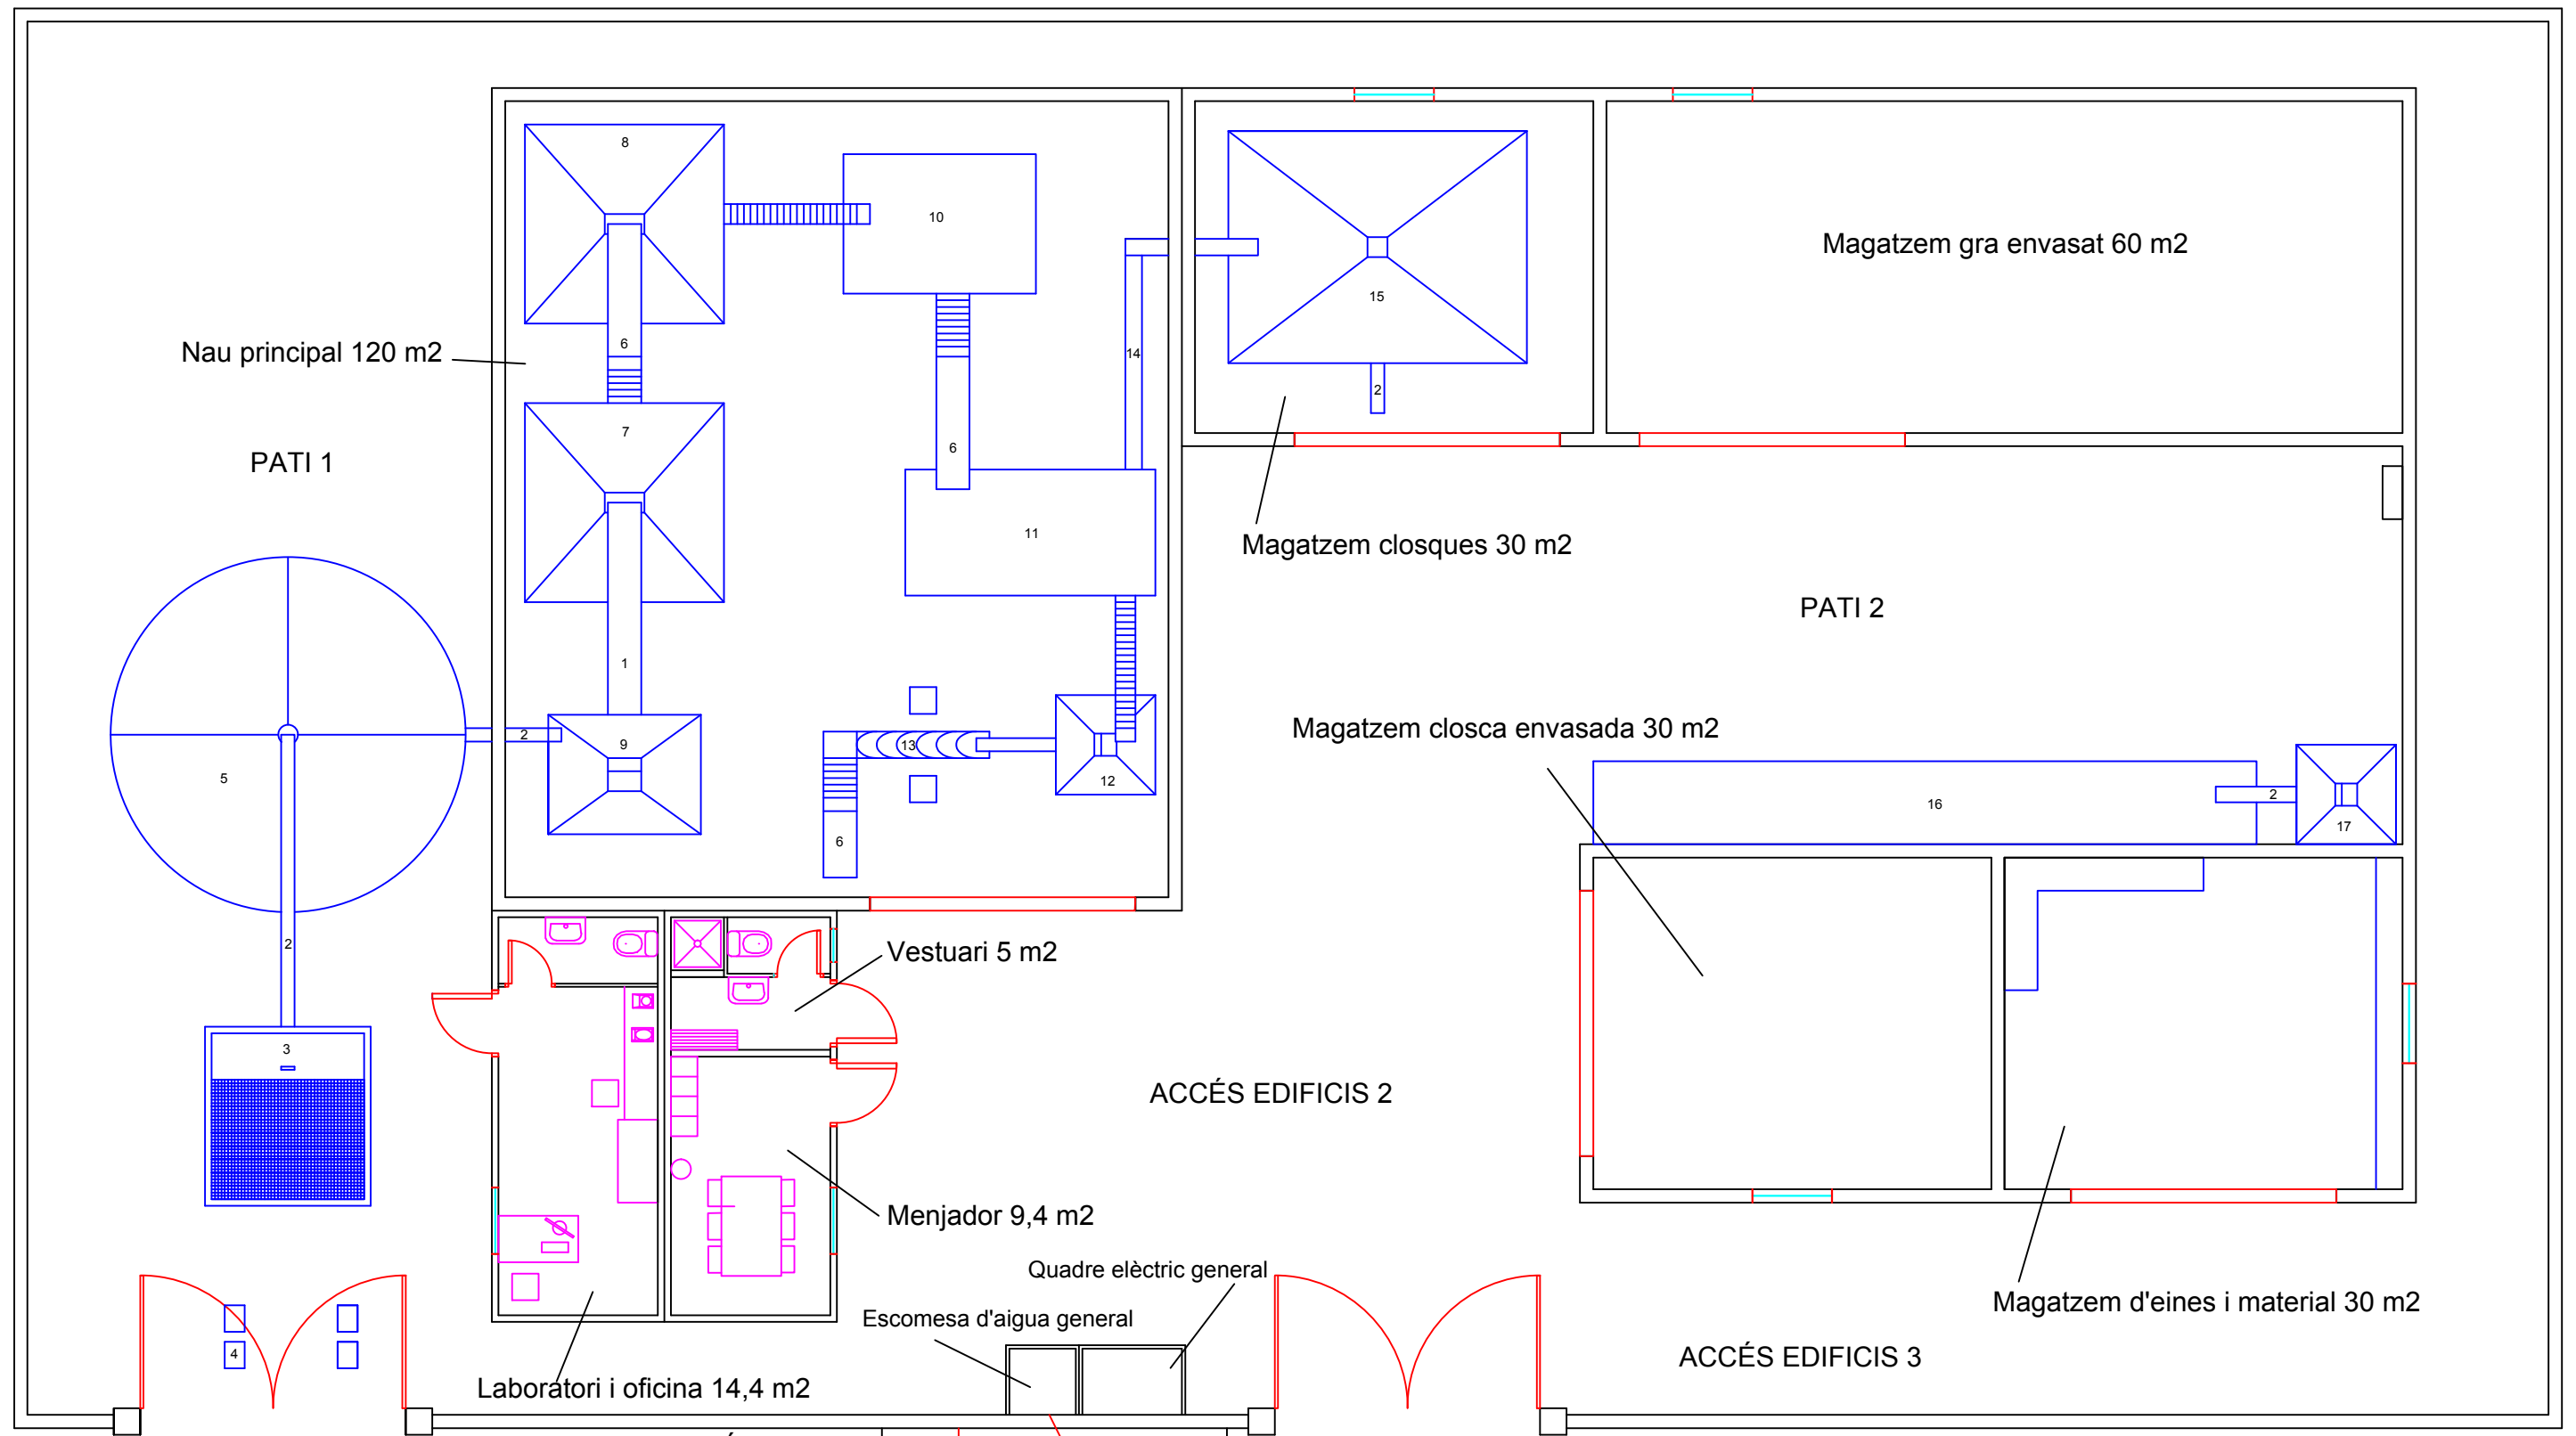 8
10
Magatzem gra envasat 60 m2
15
6
14
Nau principal 120 m2
2
7
6
PATI 1
11
Magatzem closques 30 m2
PATI 2
1
Magatzem closca envasada 30 m2
2
9
13
5
12
2
16
17
6
2
Vestuari 5 m2
3
ACCÉS EDIFICIS 2
Menjador 9,4 m2
Quadre elèctric general
Magatzem d'eines i material 30 m2
Escomesa d'aigua general
4
ACCÉS EDIFICIS 3
Laboratori i oficina 14,4 m2